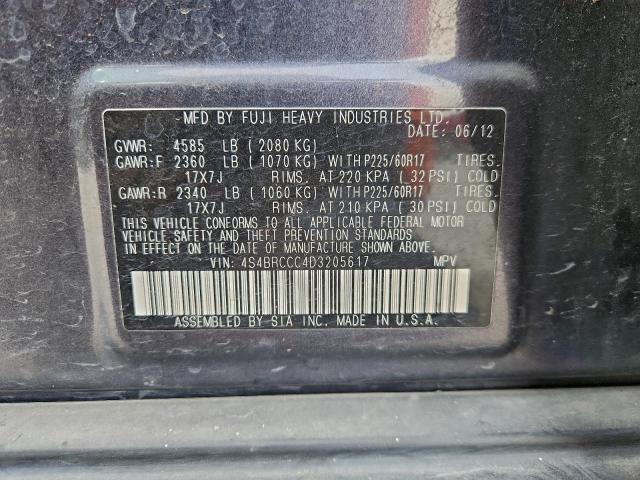 MFD BY FUJI HEAVY INDUSTRIES LTD.
DATE: 06/12
GVWR: 4585 LB ( 2080 KG)
GAWR:F 2360 LB ( 1070 KG) WITH P225/60R17 TIRES,
17X7J RIMS, AT 220 KPA ( 32 PSI) COLD
GAWR:R 2340 LB ( 1060 KG) WITH P225/60R17 TIRES,
17X7J RIMS, AT 210 KPA ( 30 PSI) COLD
THIS VEHICLE CONFORMS TO ALL APPLICABLE FEDERAL MOTOR
VEHICLE SAFETY AND THEFT PREVENTION STANDARDS
IN EFFECT ON THE DATE OF MANUFACTURE SHOWN ABOVE.
VIN: 4S4BRCCC4D3205617 MPV
ASSEMBLED BY SIA INC. MADE IN U.S.A.